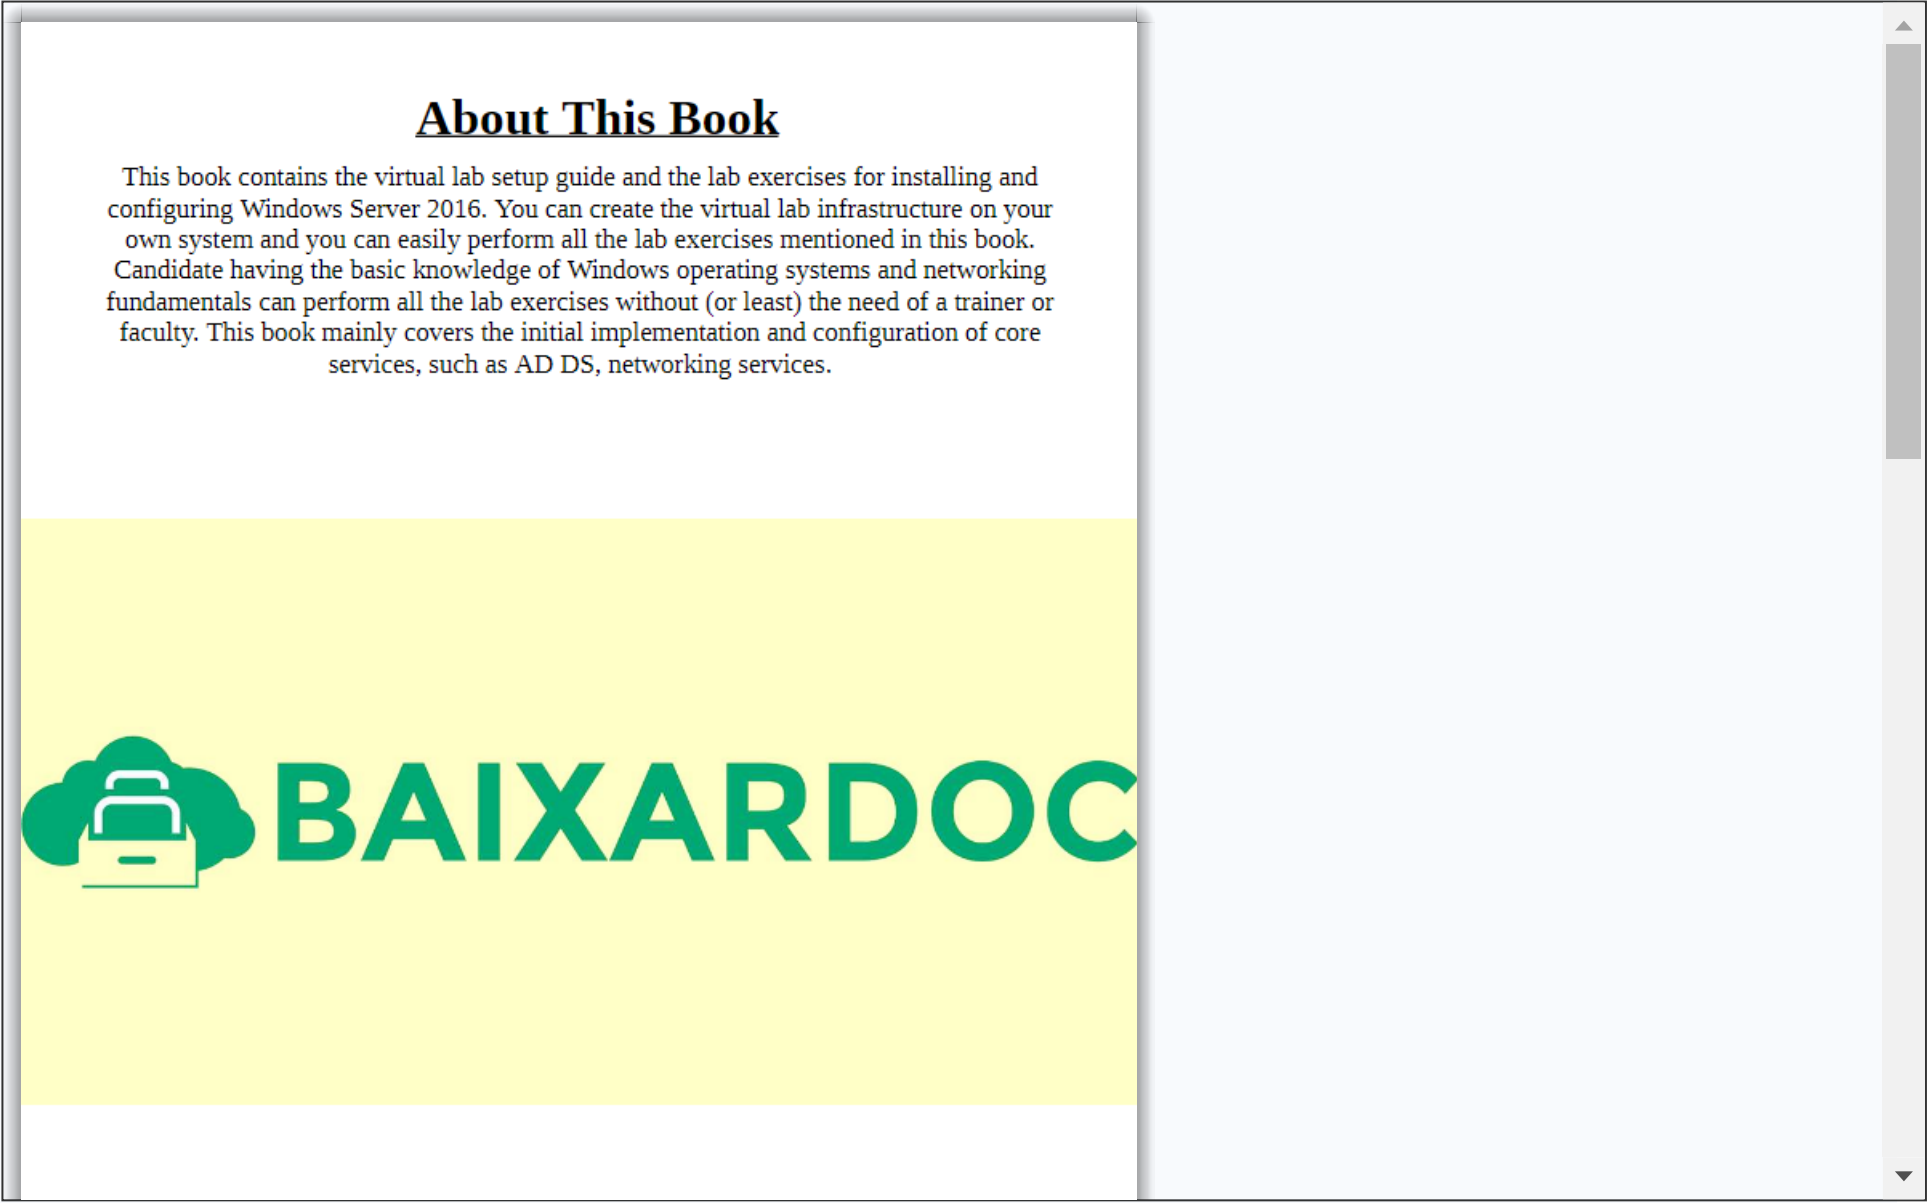 About This Book
This book contains the virtual lab setup guide and the lab exercises for installing and
configuring Windows Server 2016. You can create the virtual lab infrastructure on your
own system and you can easily perform all the lab exercises mentioned in this book.
Candidate having the basic knowledge of Windows operating systems and networking
fundamentals can perform all the lab exercises without (or least) the need of a trainer or
faculty. This book mainly covers the initial implementation and configuration of core
services, such as AD DS, networking services.
BAIXARDOC